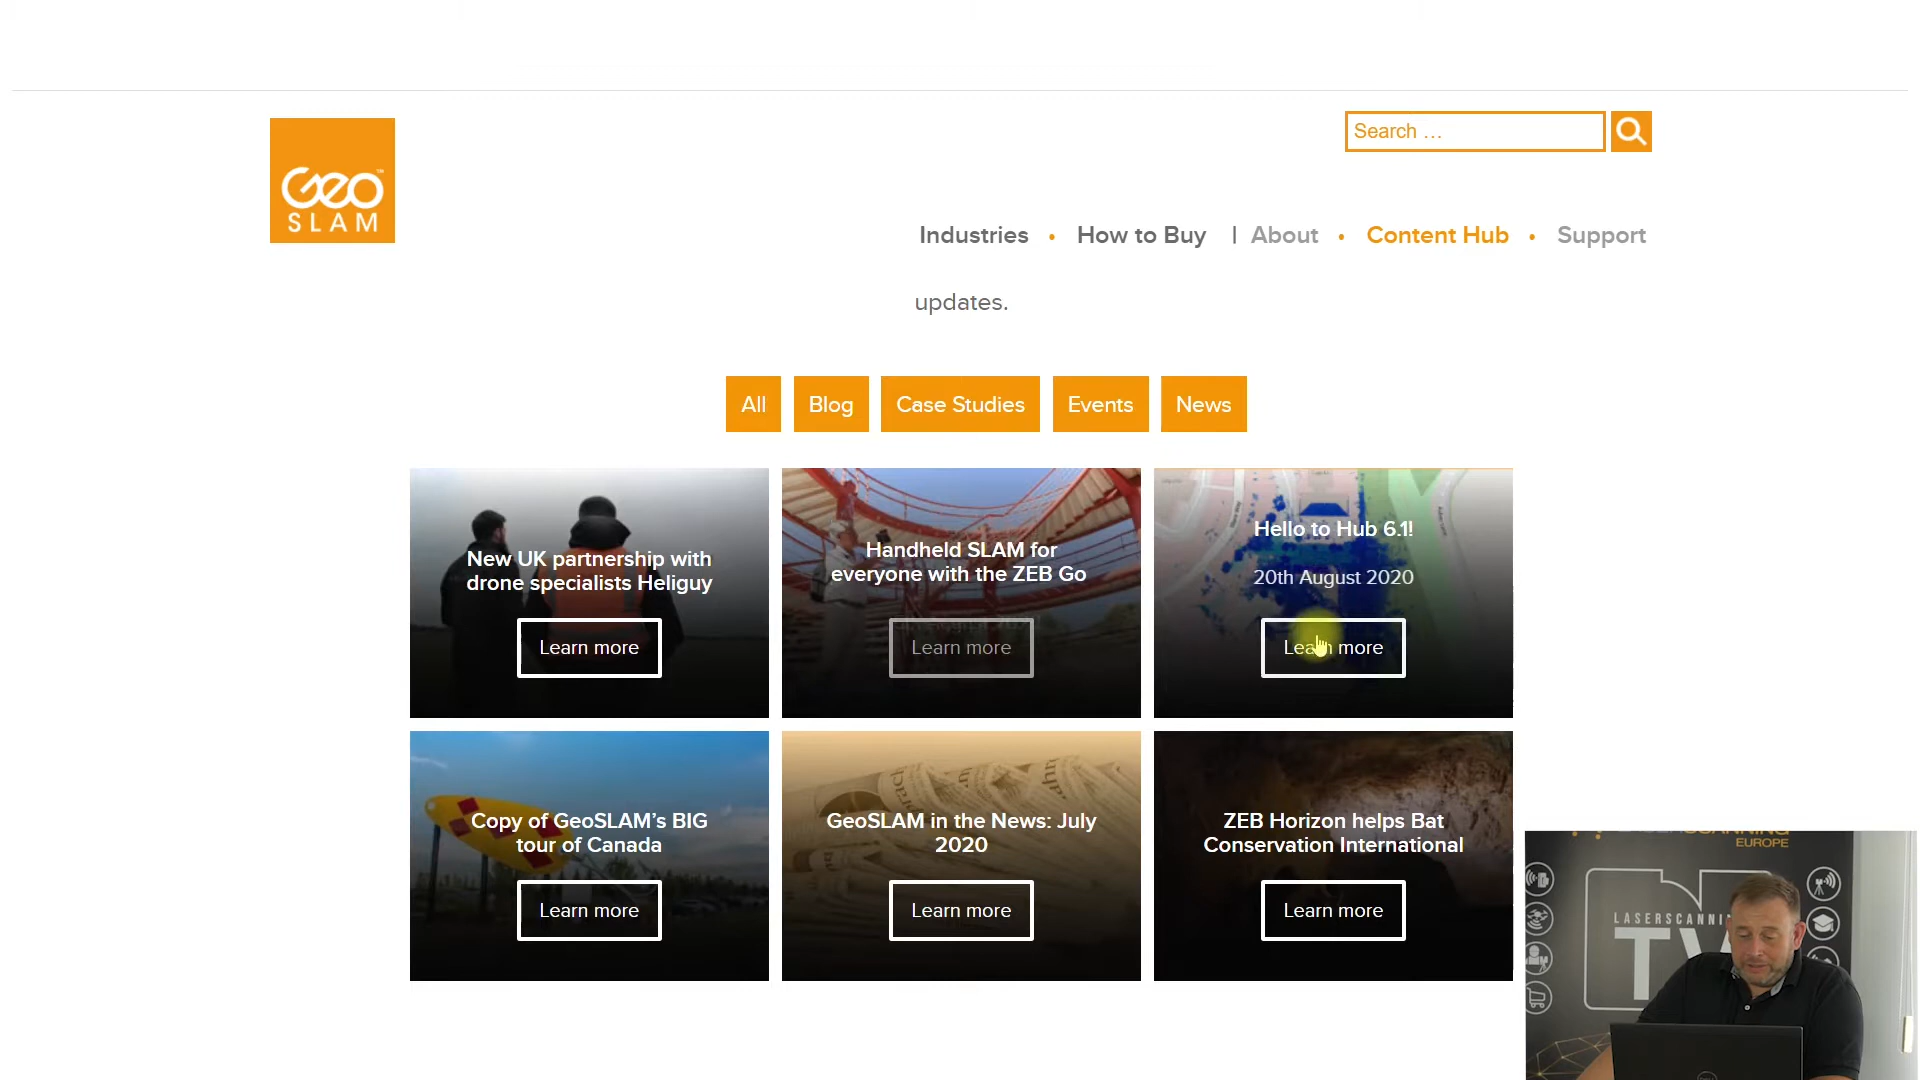 Search …
Geo™
SLAM
Industries • How to Buy | About • Content Hub • Support
updates.
All
Blog
Case Studies
Events
News
New UK partnership with
drone specialists Heliguy
Learn more
Handheld SLAM for
everyone with the ZEB Go
Learn more
Hello to Hub 6.1!
20th August 2020
Learn more
Copy of GeoSLAM’s BIG
tour of Canada
Learn more
GeoSLAM in the News: July
2020
Learn more
ZEB Horizon helps Bat
Conservation International
Learn more
EUROPE